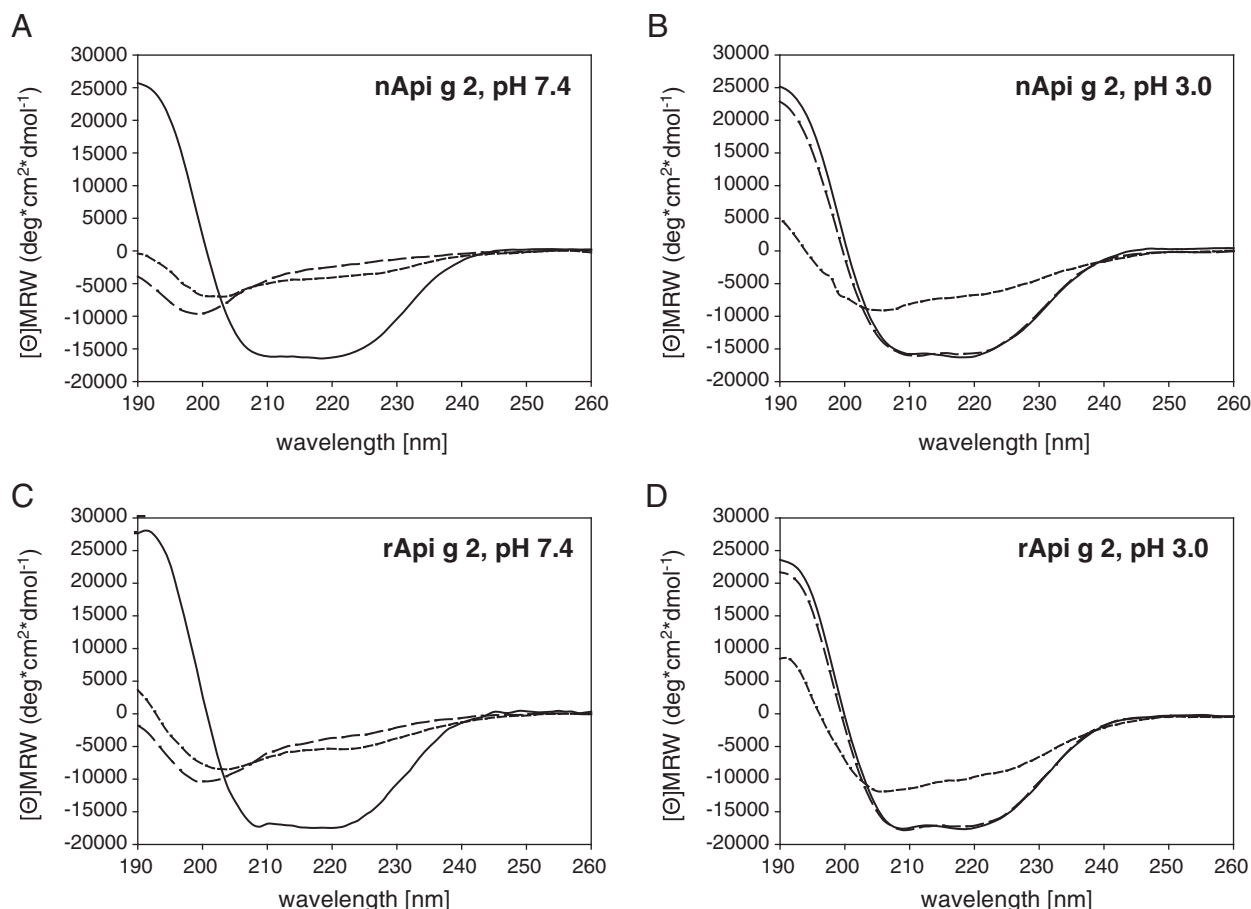 A
nApi g 2, pH 7.4
[Θ]MRW (deg*cm²*dmol⁻¹)
30000
25000
20000
15000
10000
5000
0
-5000
-10000
-15000
-20000
190 200 210 220 230 240 250 260
wavelength [nm]
B
nApi g 2, pH 3.0
[Θ]MRW (deg*cm²*dmol⁻¹)
30000
25000
20000
15000
10000
5000
0
-5000
-10000
-15000
-20000
190 200 210 220 230 240 250 260
wavelength [nm]
C
rApi g 2, pH 7.4
[Θ]MRW (deg*cm²*dmol⁻¹)
30000
25000
20000
15000
10000
5000
0
-5000
-10000
-15000
-20000
190 200 210 220 230 240 250 260
wavelength [nm]
D
rApi g 2, pH 3.0
[Θ]MRW (deg*cm²*dmol⁻¹)
30000
25000
20000
15000
10000
5000
0
-5000
-10000
-15000
-20000
190 200 210 220 230 240 250 260
wavelength [nm]